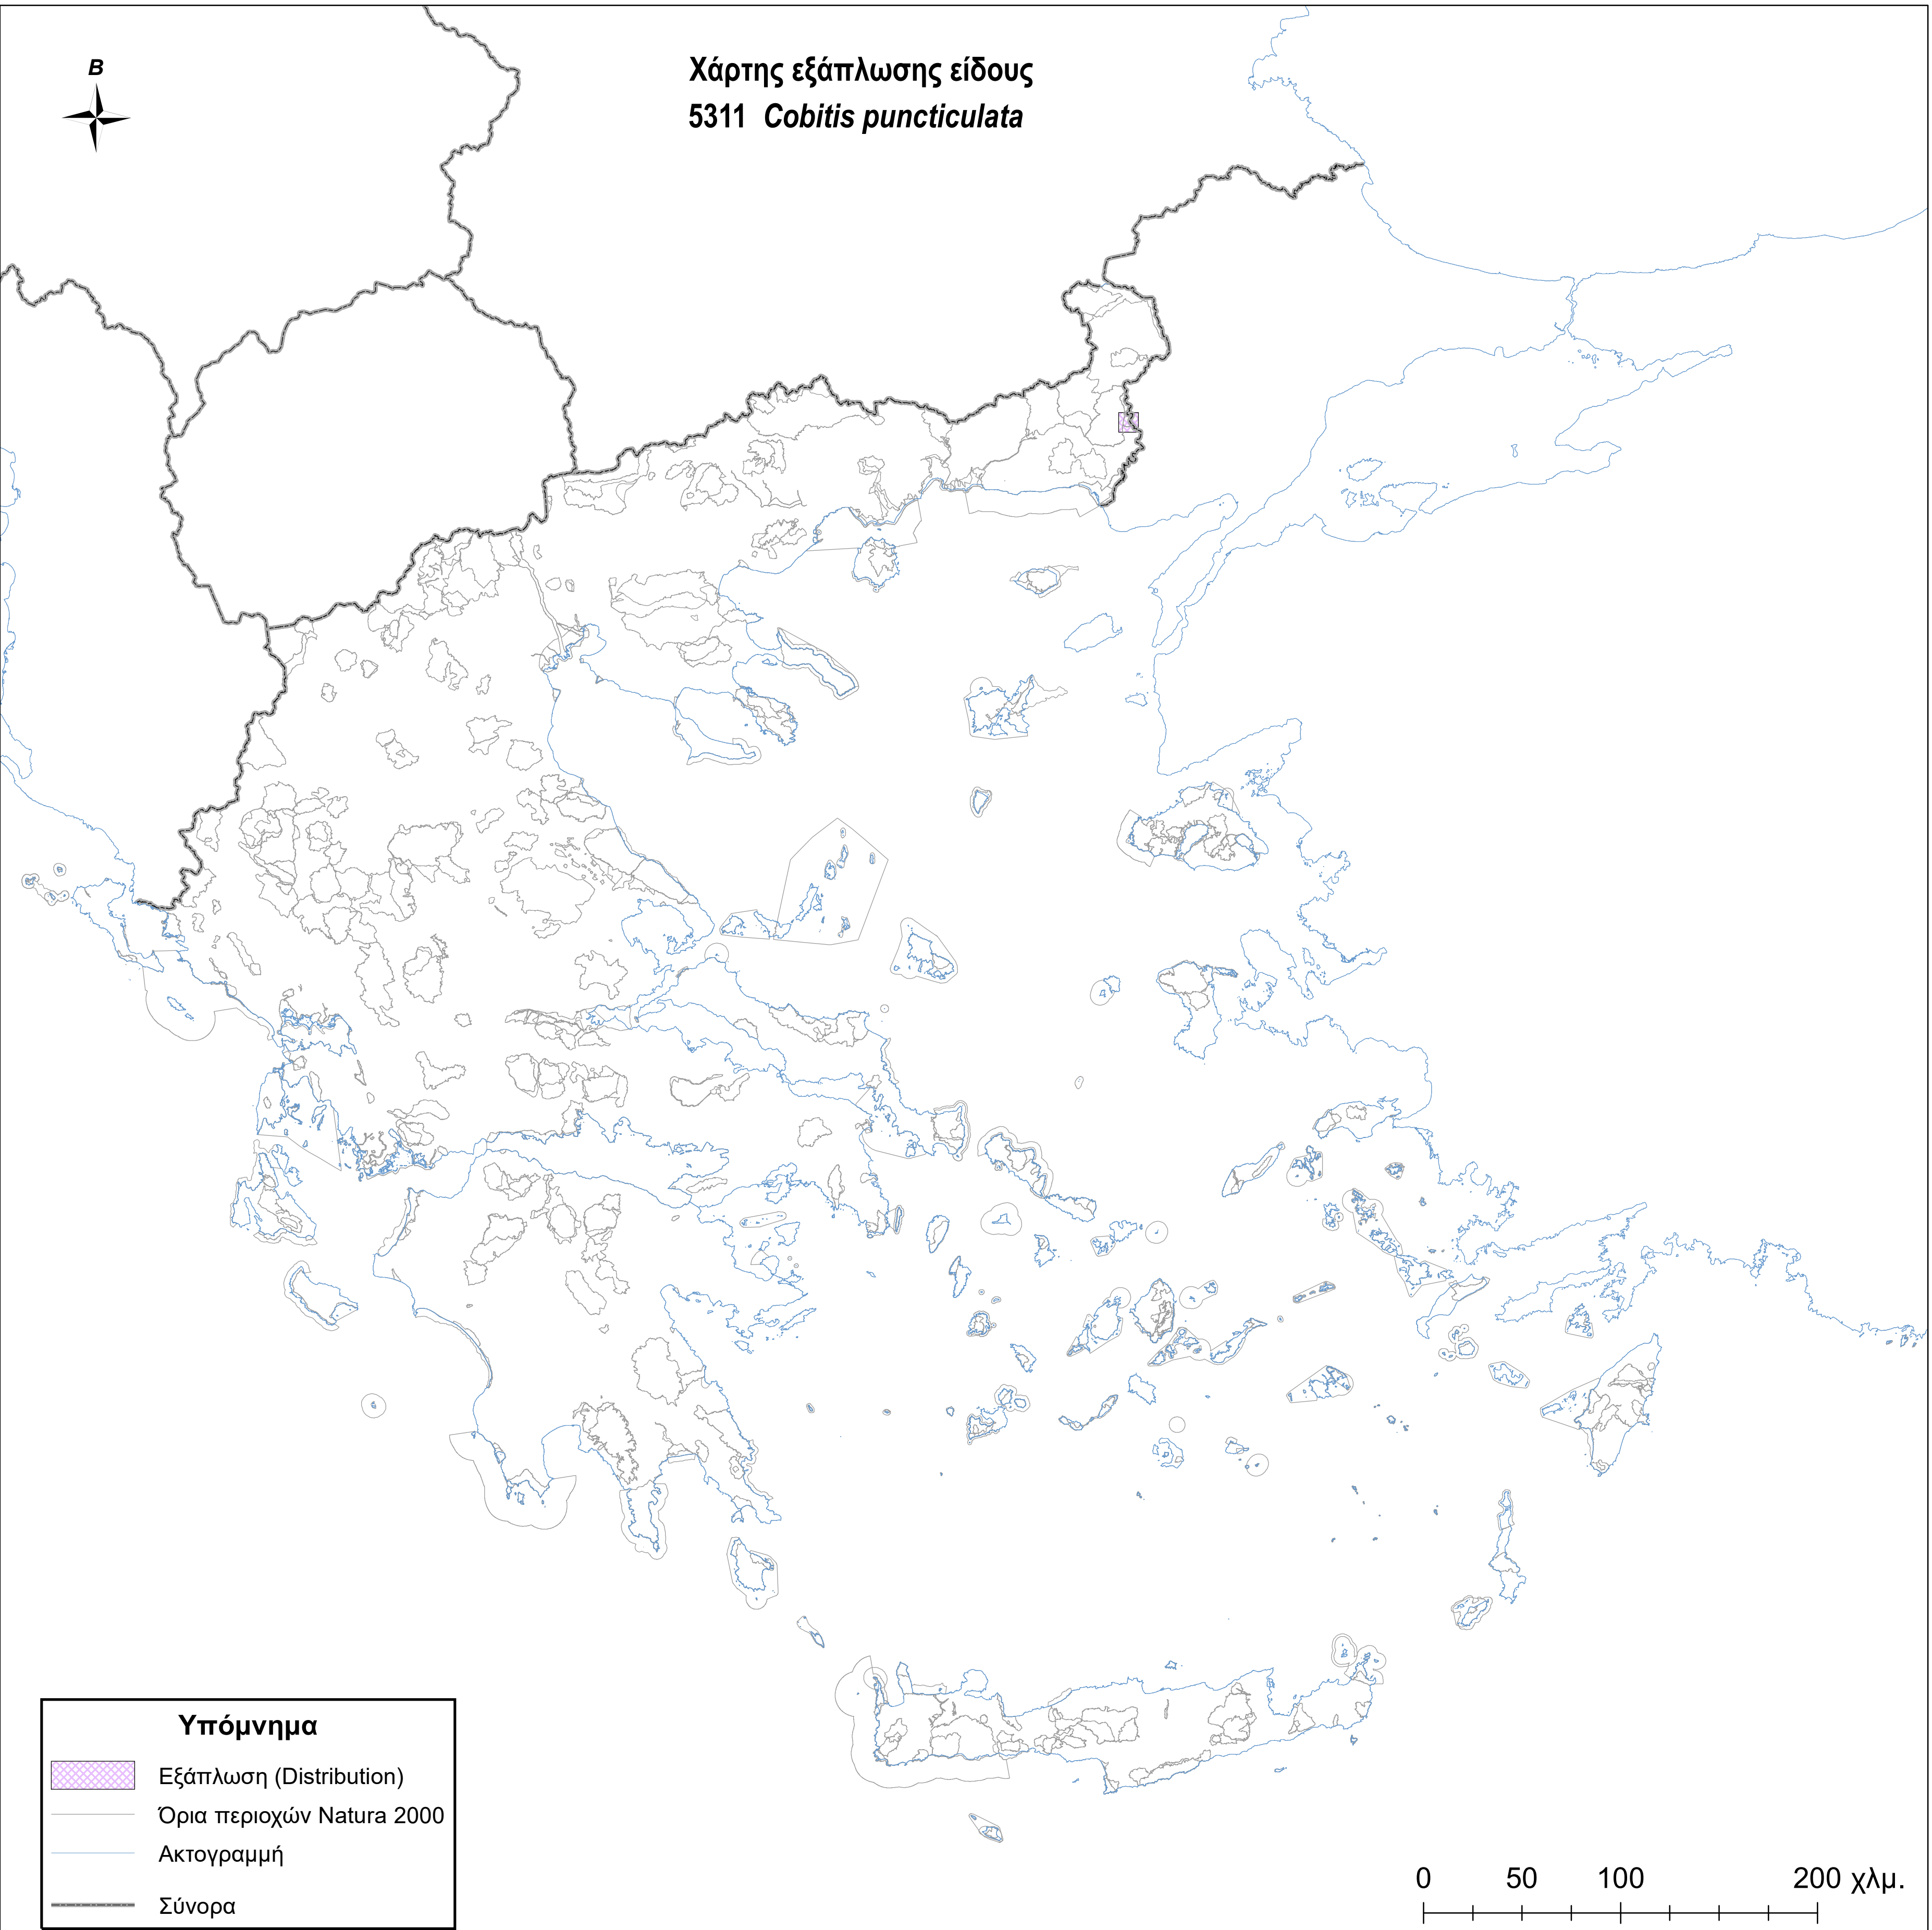 B
Χάρτης εξάπλωσης είδους
5311 Cobitis puncticulata
Υπόμνημα
Εξάπλωση (Distribution)
Όρια περιοχών Natura 2000
Ακτογραμμή
Σύνορα
0 50 100 200 χλμ.